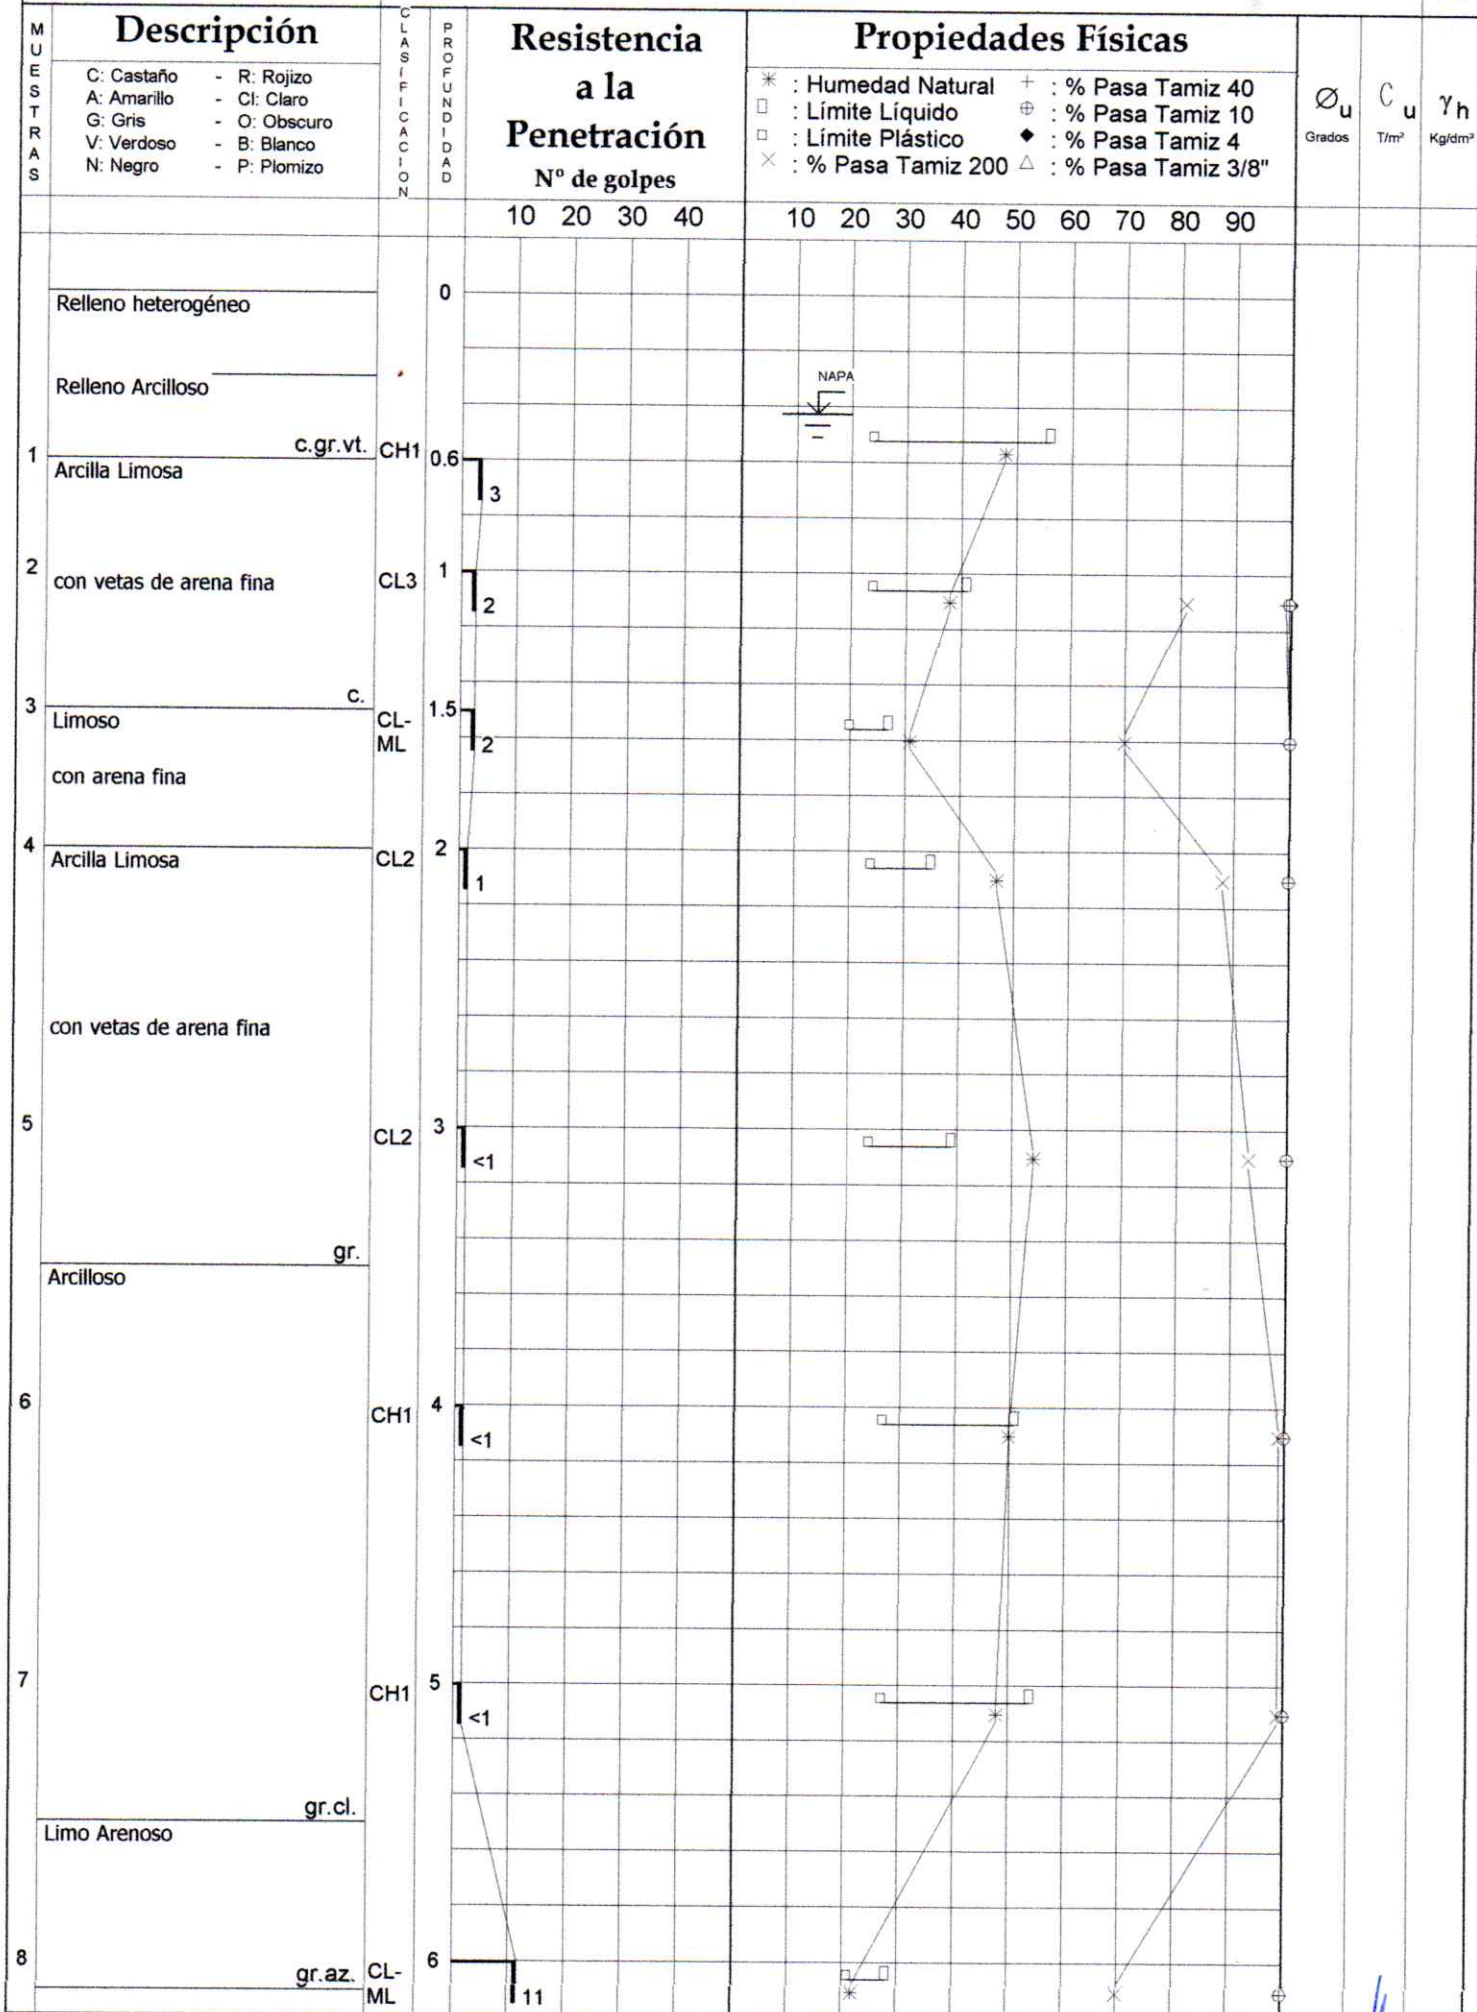 MUESTRAS
Descripción
C: Castaño - R: Rojizo
A: Amarillo - Cl: Claro
G: Gris - O: Obscuro
V: Verdoso - B: Blanco
N: Negro - P: Plomizo
CLASIFICACION
PROFUNDIDAD
Resistencia
a la
Penetración
Nº de golpes
10 20 30 40
Propiedades Físicas
: Humedad Natural
: Límite Líquido
: Límite Plástico
: % Pasa Tamiz 200
: % Pasa Tamiz 40
: % Pasa Tamiz 10
: % Pasa Tamiz 4
: % Pasa Tamiz 3/8"
10 20 30 40 50 60 70 80 90
Øu
Grados
Cu
T/m²
γh
Kg/dm³
0
Relleno heterogéneo
NAPA
Relleno Arcilloso
1 c.gr.vt. CH1 0.6
Arcilla Limosa
3
2 con vetas de arena fina CL3 1
2
3 c. 1.5
Limoso CL-
ML 2
con arena fina
4 Arcilla Limosa CL2 2
1
con vetas de arena fina
5 CL2 3
<1
gr.
Arcilloso
6 CH1 4
<1
7 CH1 5
<1
gr.cl.
Limo Arenoso
8 gr.az. CL- 6
ML 11